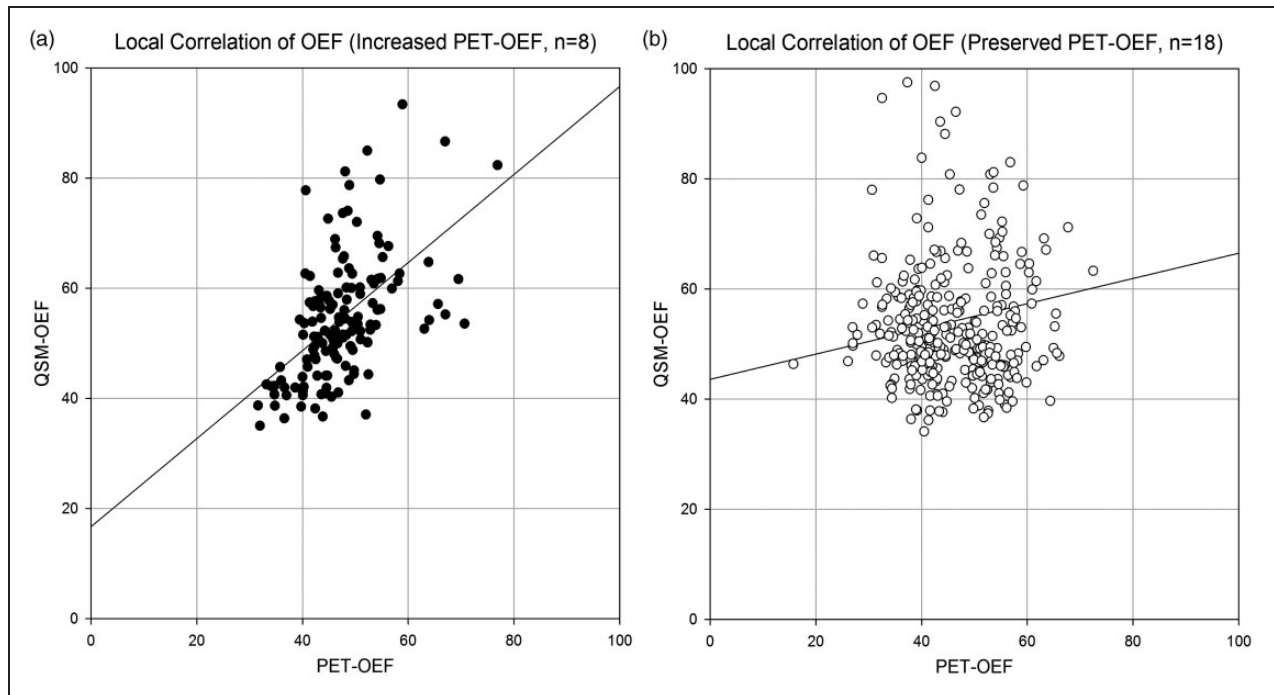 (a) Local Correlation of OEF (Increased PET-OEF, n=8)
100
80
60
40
20
0
QSM-OEF
0 20 40 60 80 100
PET-OEF
(b) Local Correlation of OEF (Preserved PET-OEF, n=18)
100
80
60
40
20
0
QSM-OEF
0 20 40 60 80 100
PET-OEF